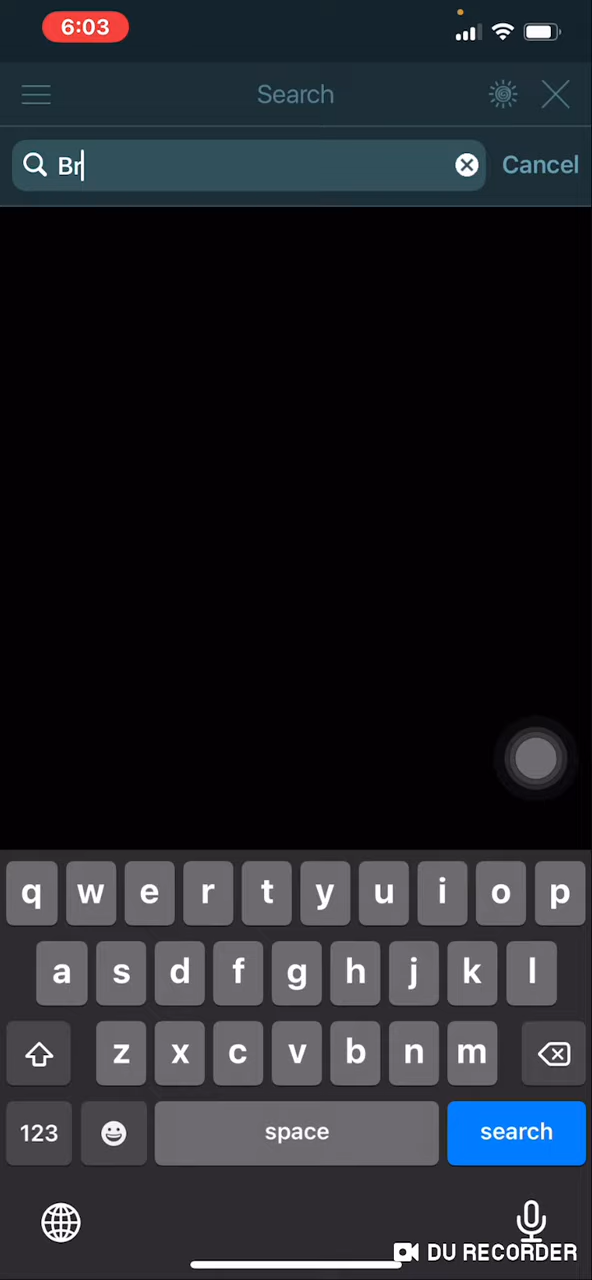 6:03
Search
Br
Cancel
q w e r t y u i o p
a s d f g h j k l
z x c v b n m
123 space search
DU RECORDER